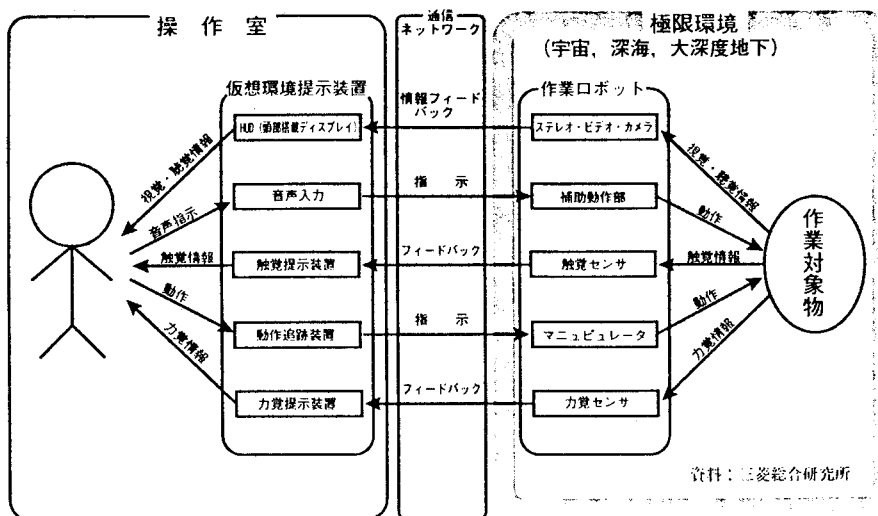 操作室
通信
ネットワーク
極限環境
(宇宙，深海，大深度地下)
仮想環境提示装置
情報フィード
バック
作業ロボット
HUD(頭部搭載ディスプレイ)
ステレオ・ビデオ・カメラ
視覚・聴覚情報
視覚・聴覚情報
音声入力
指示
補助動作部
音声指示
動作
作業対象物
触覚情報
触覚提示装置
フィードバック
触覚センサ
触覚情報
動作
動作追跡装置
指示
マニュピュレータ
動作
力覚情報
力覚提示装置
フィードバック
力覚センサ
力覚情報
資料：三菱総合研究所